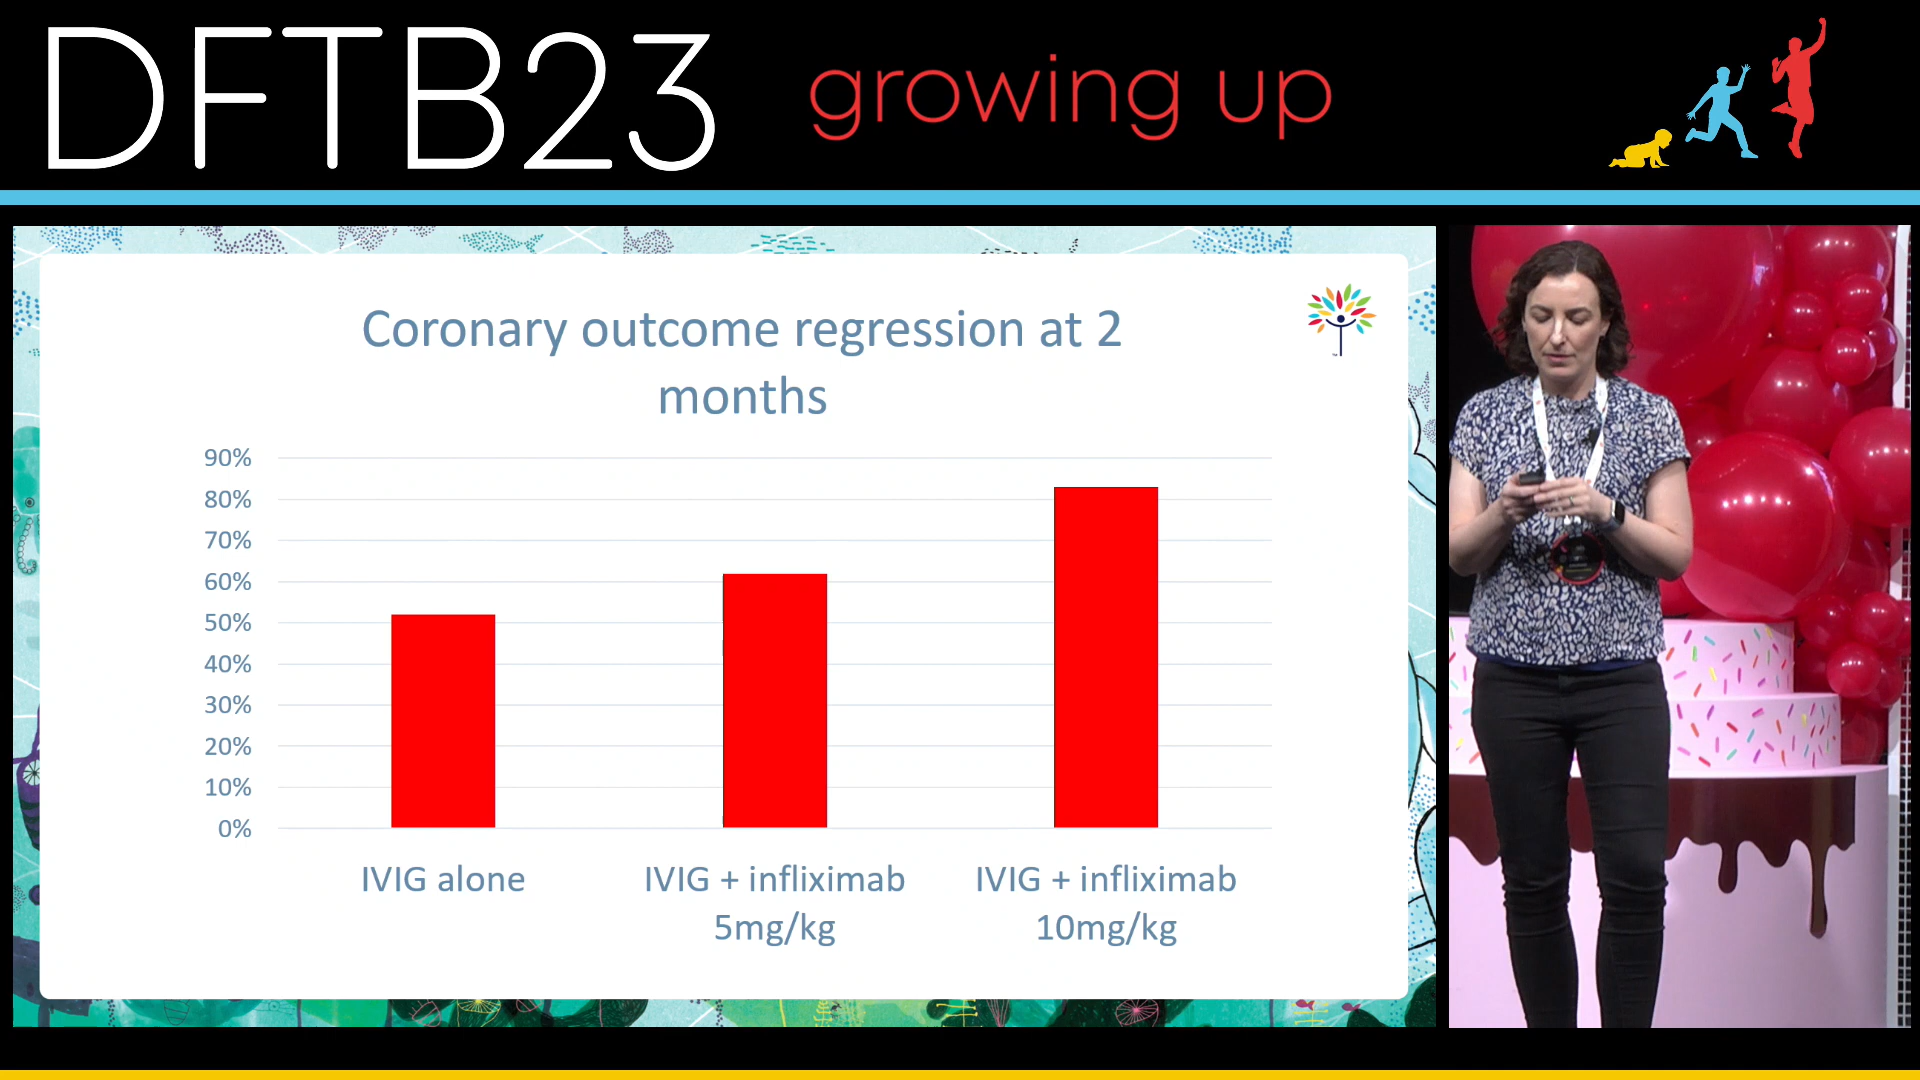 DFTB23 growing up
Coronary outcome regression at 2
months
90%
80%
70%
60%
50%
40%
30%
20%
10%
0%
IVIG alone
IVIG + infliximab
5mg/kg
IVIG + infliximab
10mg/kg